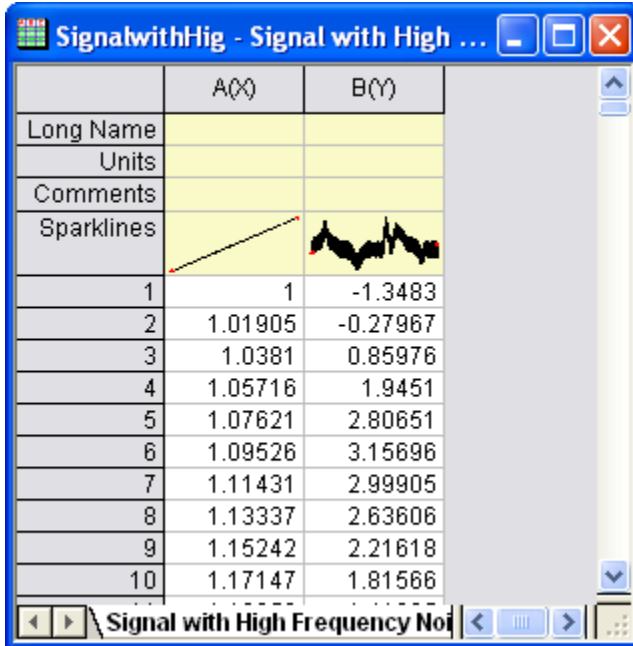 SignalwithHig - Signal with High ...
A(X) B(Y)
Long Name
Units
Comments
Sparklines
1 1 -1.3483
2 1.01905 -0.27967
3 1.0381 0.85976
4 1.05716 1.9451
5 1.07621 2.80651
6 1.09526 3.15696
7 1.11431 2.99905
8 1.13337 2.63606
9 1.15242 2.21618
10 1.17147 1.81566
Signal with High Frequency Noi